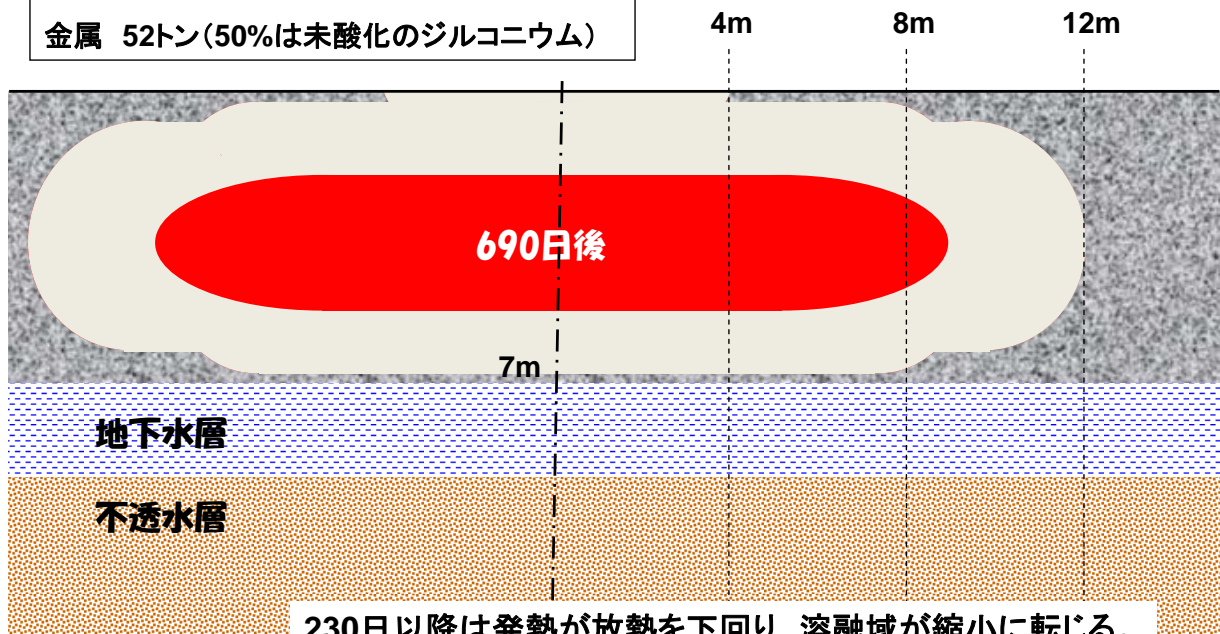 金属 52トン(50%は未酸化のジルコニウム)
4m 8m 12m
690日後
7m
地下水層
不透水層
230日以降は発熱が放熱を下回り、溶融域が縮小に転じる。